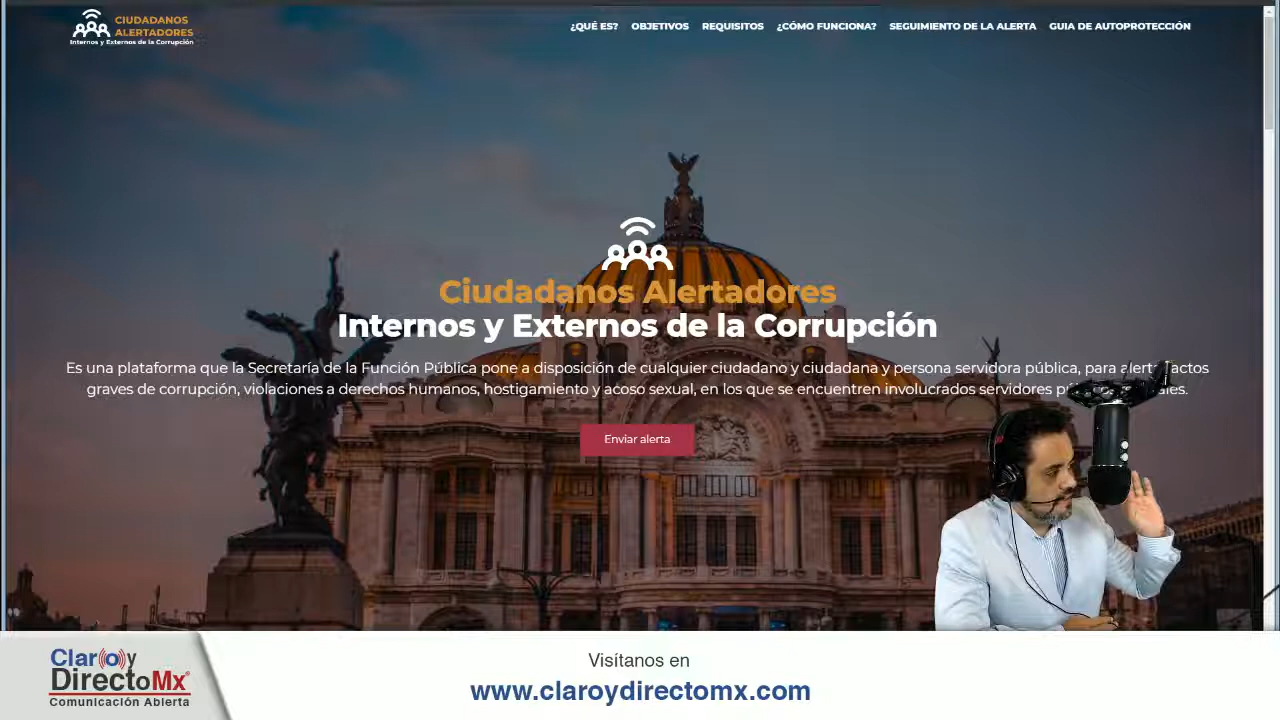 CIUDADANOS
ALERTADORES
Internos y Externos de la Corrupción
¿QUÉ ES? OBJETIVOS REQUISITOS ¿CÓMO FUNCIONA? SEGUIMIENTO DE LA ALERTA GUIA DE AUTOPROTECCIÓN
Ciudadanos Alertadores
Internos y Externos de la Corrupción
Es una plataforma que la Secretaría de la Función Pública pone a disposición de cualquier ciudadano y ciudadana y persona servidora pública, para alerta actos
graves de corrupción, violaciones a derechos humanos, hostigamiento y acoso sexual, en los que se encuentren involucrados servidores
Enviar alerta
Claroy
DirectoMx
Comunicación Abierta
Visítanos en
www.claroydirectomx.com